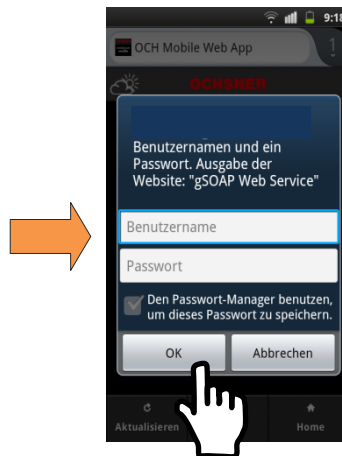 9:18
OCH Mobile Web App
1
OCHSNER
Benutzernamen und ein
Passwort. Ausgabe der
Website: "gSOAP Web Service"
Benutzername
Passwort
Den Passwort-Manager benutzen,
um dieses Passwort zu speichern.
OK
Abbrechen
Aktualisieren
Home